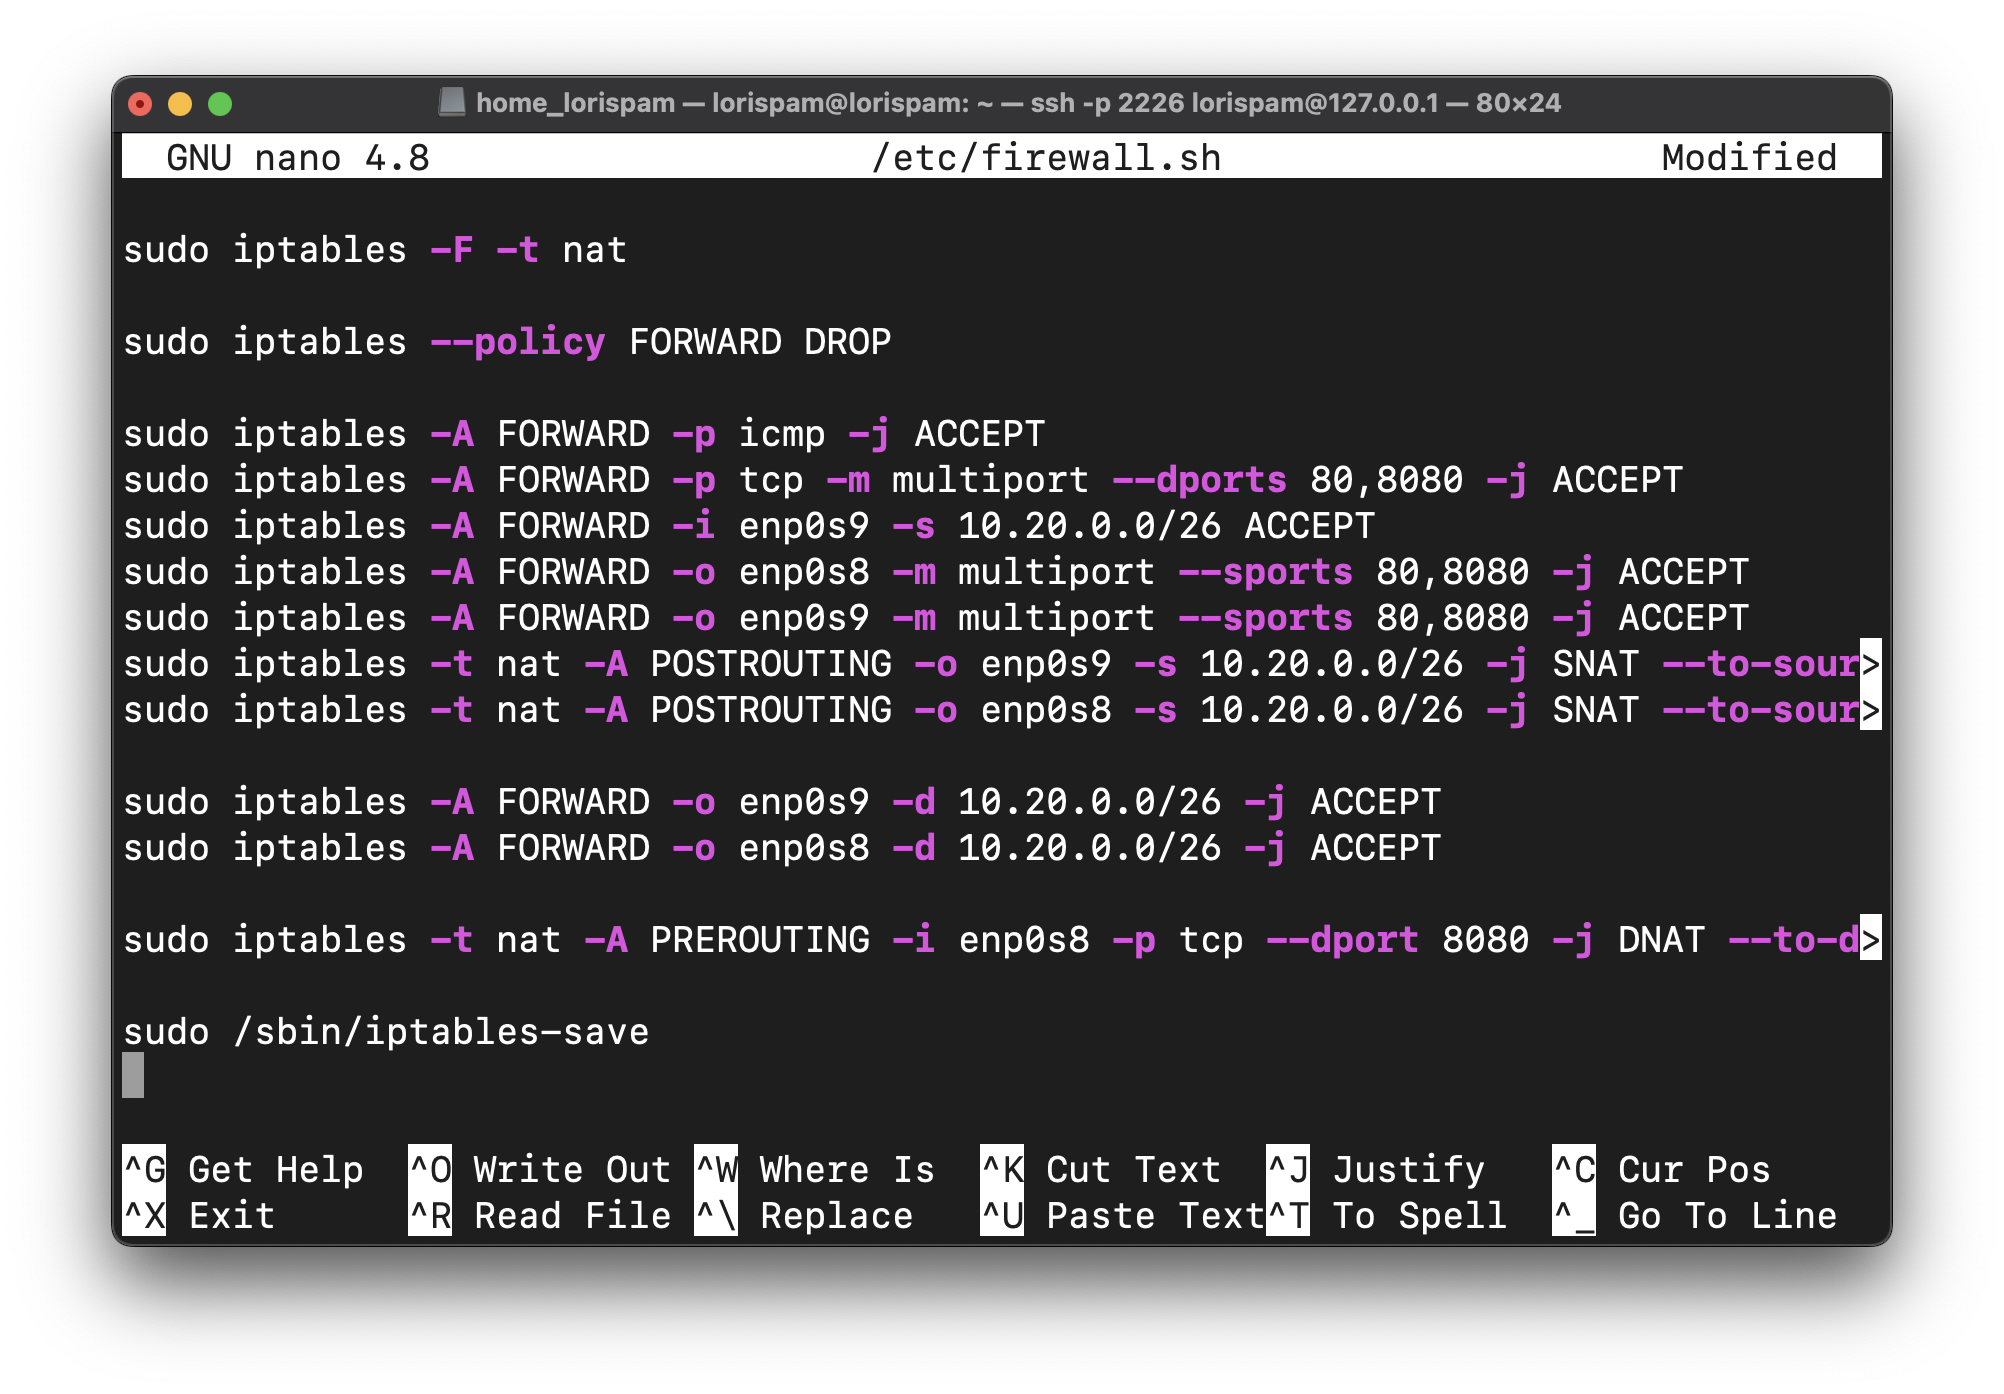 home_lorispam — lorispam@lorispam: ~ — ssh -p 2226 lorispam@127.0.0.1 — 80×24
GNU nano 4.8 /etc/firewall.sh Modified
sudo iptables -F -t nat
sudo iptables --policy FORWARD DROP
sudo iptables -A FORWARD -p icmp -j ACCEPT
sudo iptables -A FORWARD -p tcp -m multiport --dports 80,8080 -j ACCEPT
sudo iptables -A FORWARD -i enp0s9 -s 10.20.0.0/26 ACCEPT
sudo iptables -A FORWARD -o enp0s8 -m multiport --sports 80,8080 -j ACCEPT
sudo iptables -A FORWARD -o enp0s9 -m multiport --sports 80,8080 -j ACCEPT
sudo iptables -t nat -A POSTROUTING -o enp0s9 -s 10.20.0.0/26 -j SNAT --to-sour>
sudo iptables -t nat -A POSTROUTING -o enp0s8 -s 10.20.0.0/26 -j SNAT --to-sour>
sudo iptables -A FORWARD -o enp0s9 -d 10.20.0.0/26 -j ACCEPT
sudo iptables -A FORWARD -o enp0s8 -d 10.20.0.0/26 -j ACCEPT
sudo iptables -t nat -A PREROUTING -i enp0s8 -p tcp --dport 8080 -j DNAT --to-d>
sudo /sbin/iptables-save
^G Get Help ^O Write Out ^W Where Is ^K Cut Text ^J Justify ^C Cur Pos
^X Exit ^R Read File ^\ Replace ^U Paste Text ^T To Spell ^_ Go To Line